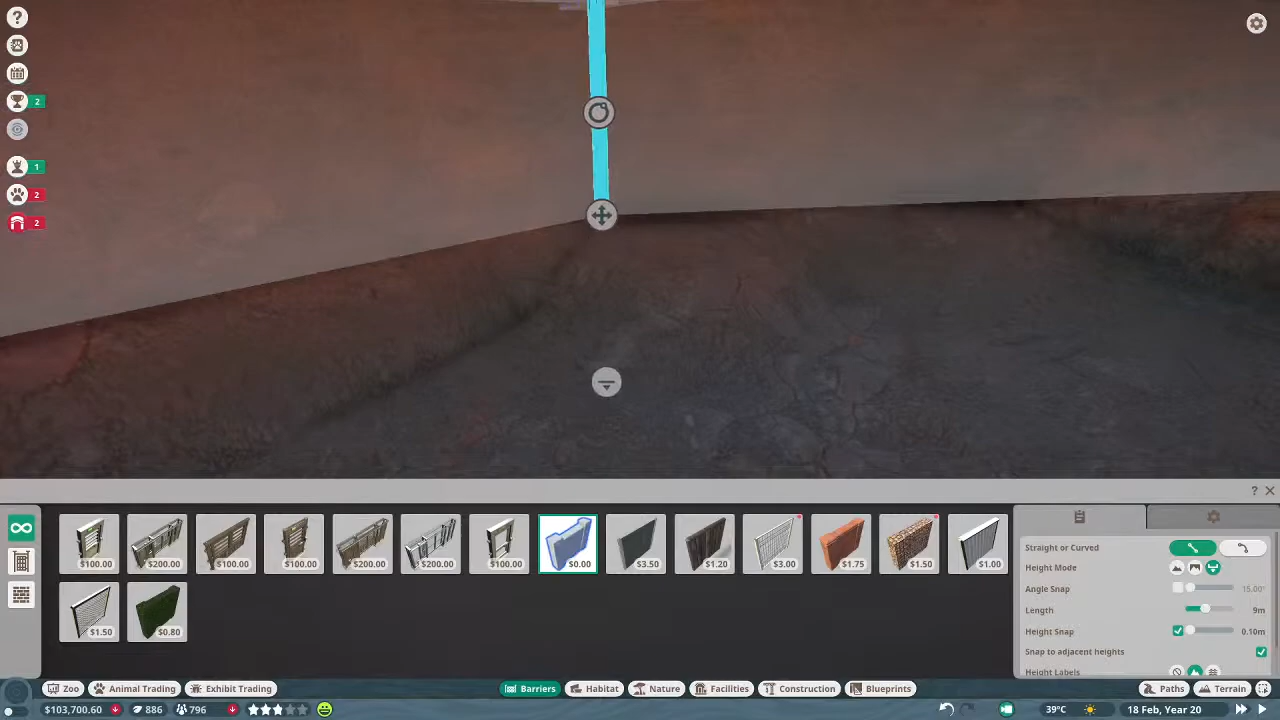 ?
2
1
2
2
? ×
$100.00 $200.00 $100.00 $100.00 $200.00 $200.00 $100.00 $0.00 $3.50 $1.20 $3.00 $1.75 $1.50 $1.00
$1.50 $0.80
Straight or Curved
Height Mode
Angle Snap 15.00°
Length 9m
Height Snap 0.10m
Snap to adjacent heights
Height Labels
Zoo Animal Trading Exhibit Trading Barriers Habitat Nature Facilities Construction Blueprints Paths Terrain
$103,700.60 886 796 39°C 18 Feb, Year 20